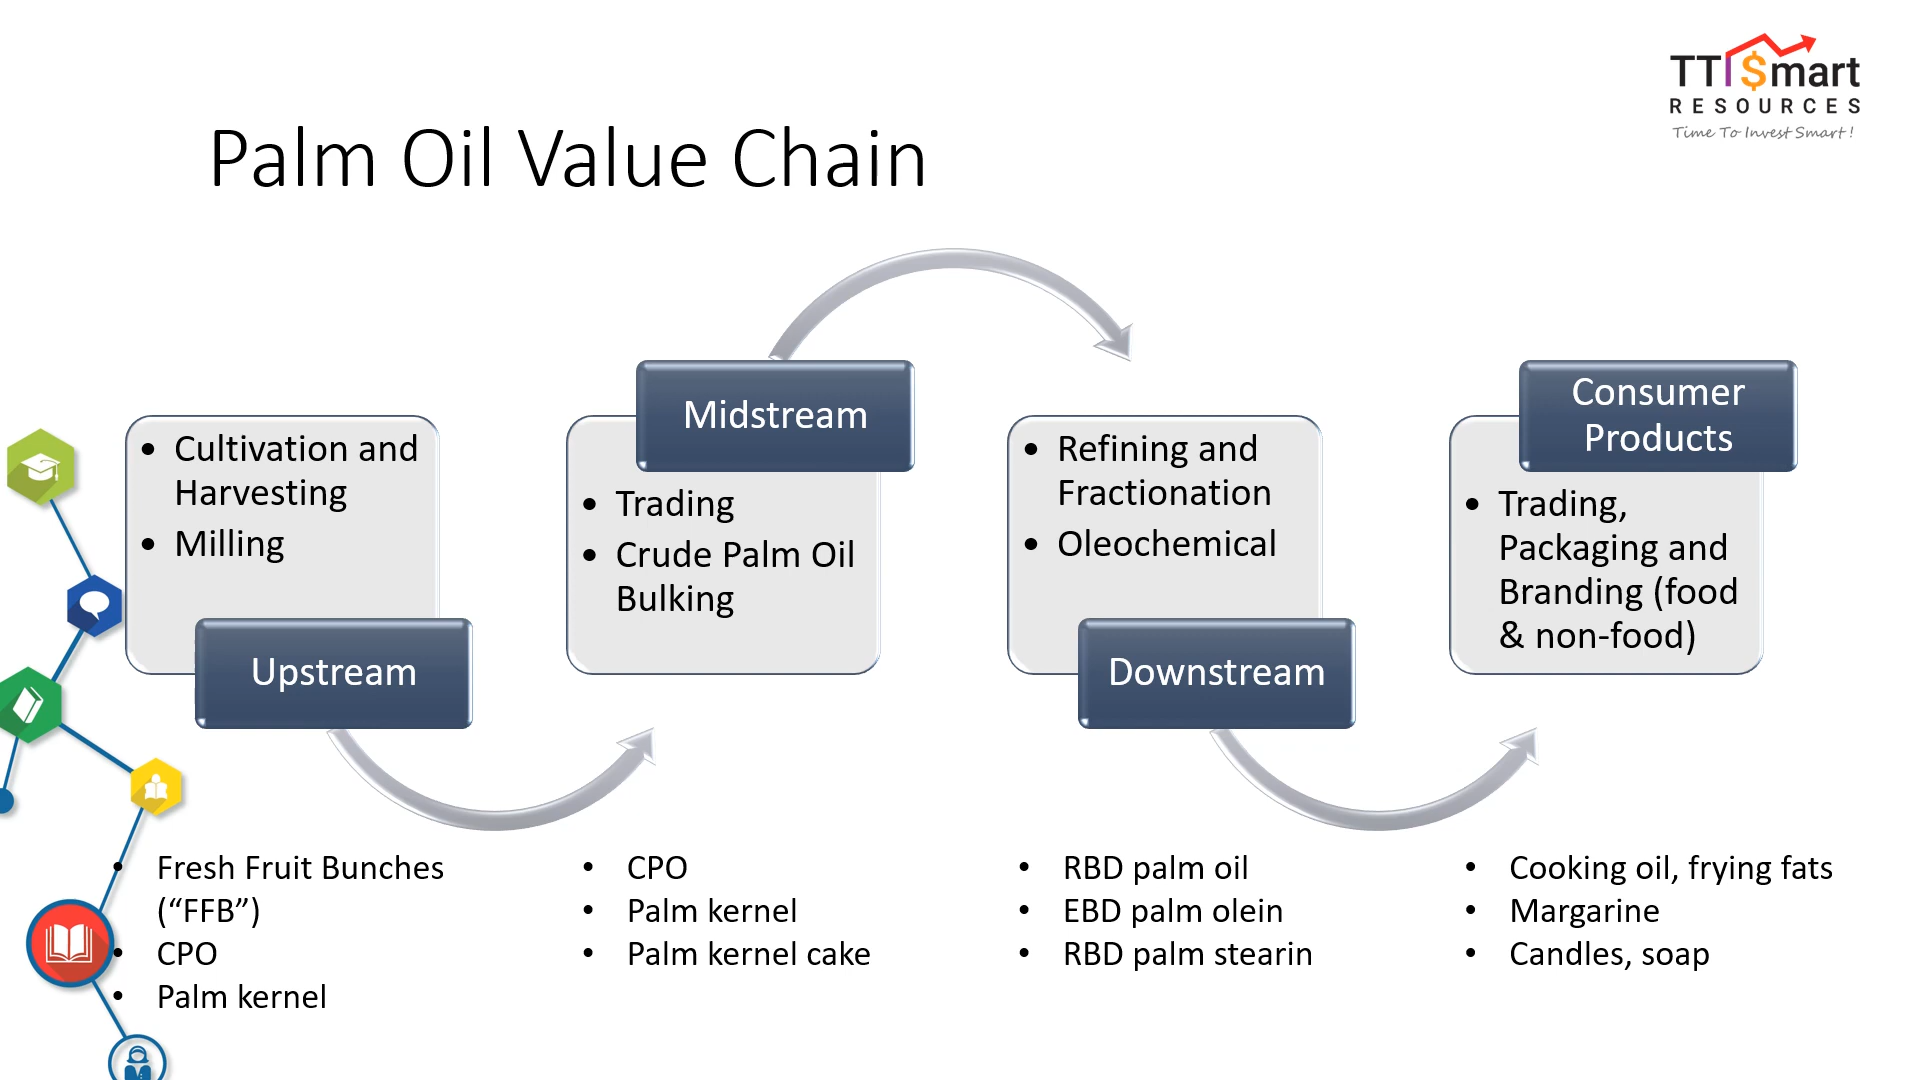 TTI $mart
RESOURCES
Time To Invest Smart !
Palm Oil Value Chain
• Cultivation and
Harvesting
• Milling
Upstream
Midstream
• Trading
• Crude Palm Oil
Bulking
• Refining and
Fractionation
• Oleochemical
Downstream
Consumer
Products
• Trading,
Packaging and
Branding (food
& non-food)
• Fresh Fruit Bunches
(“FFB”)
• CPO
• Palm kernel
• CPO
• Palm kernel
• Palm kernel cake
• RBD palm oil
• EBD palm olein
• RBD palm stearin
• Cooking oil, frying fats
• Margarine
• Candles, soap